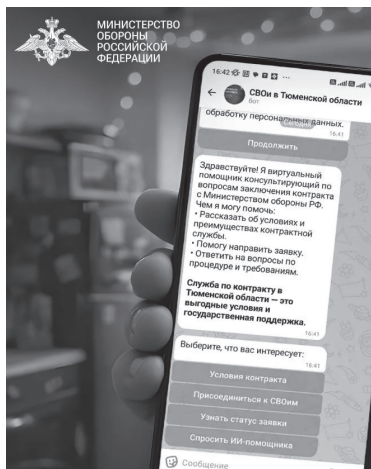 МИНИСТЕРСТВО
ОБОРОНЫ
РОССИЙСКОЙ
ФЕДЕРАЦИИ
16:42
СВОи в Тюменской области
бот
обработку персональных данных.
16:41
Продолжить
Здравствуйте! Я виртуальный
помощник консультирующий по
вопросам заключения контракта
с Министерством обороны РФ.
Чем я могу помочь:
• Рассказать об условиях и
преимуществах контрактной
службы.
• Помогу направить заявку.
• Ответить на вопросы по
процедуре и требованиям.
Служба по контракту в
Тюменской области — это
выгодные условия и
государственная поддержка.
16:41
Выберите, что вас интересует:
16:41
Условия контракта
Присоединиться к СВОим
Узнать статус заявки
Спросить ИИ-помощника
Сообщение